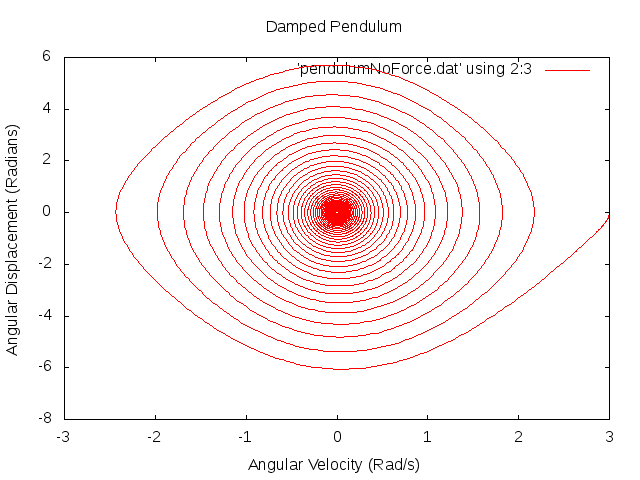 Damped Pendulum
'pendulumNoForce.dat' using 2:3
6
4
2
0
-2
-4
-6
-8
Angular Displacement (Radians)
-3 -2 -1 0 1 2 3
Angular Velocity (Rad/s)